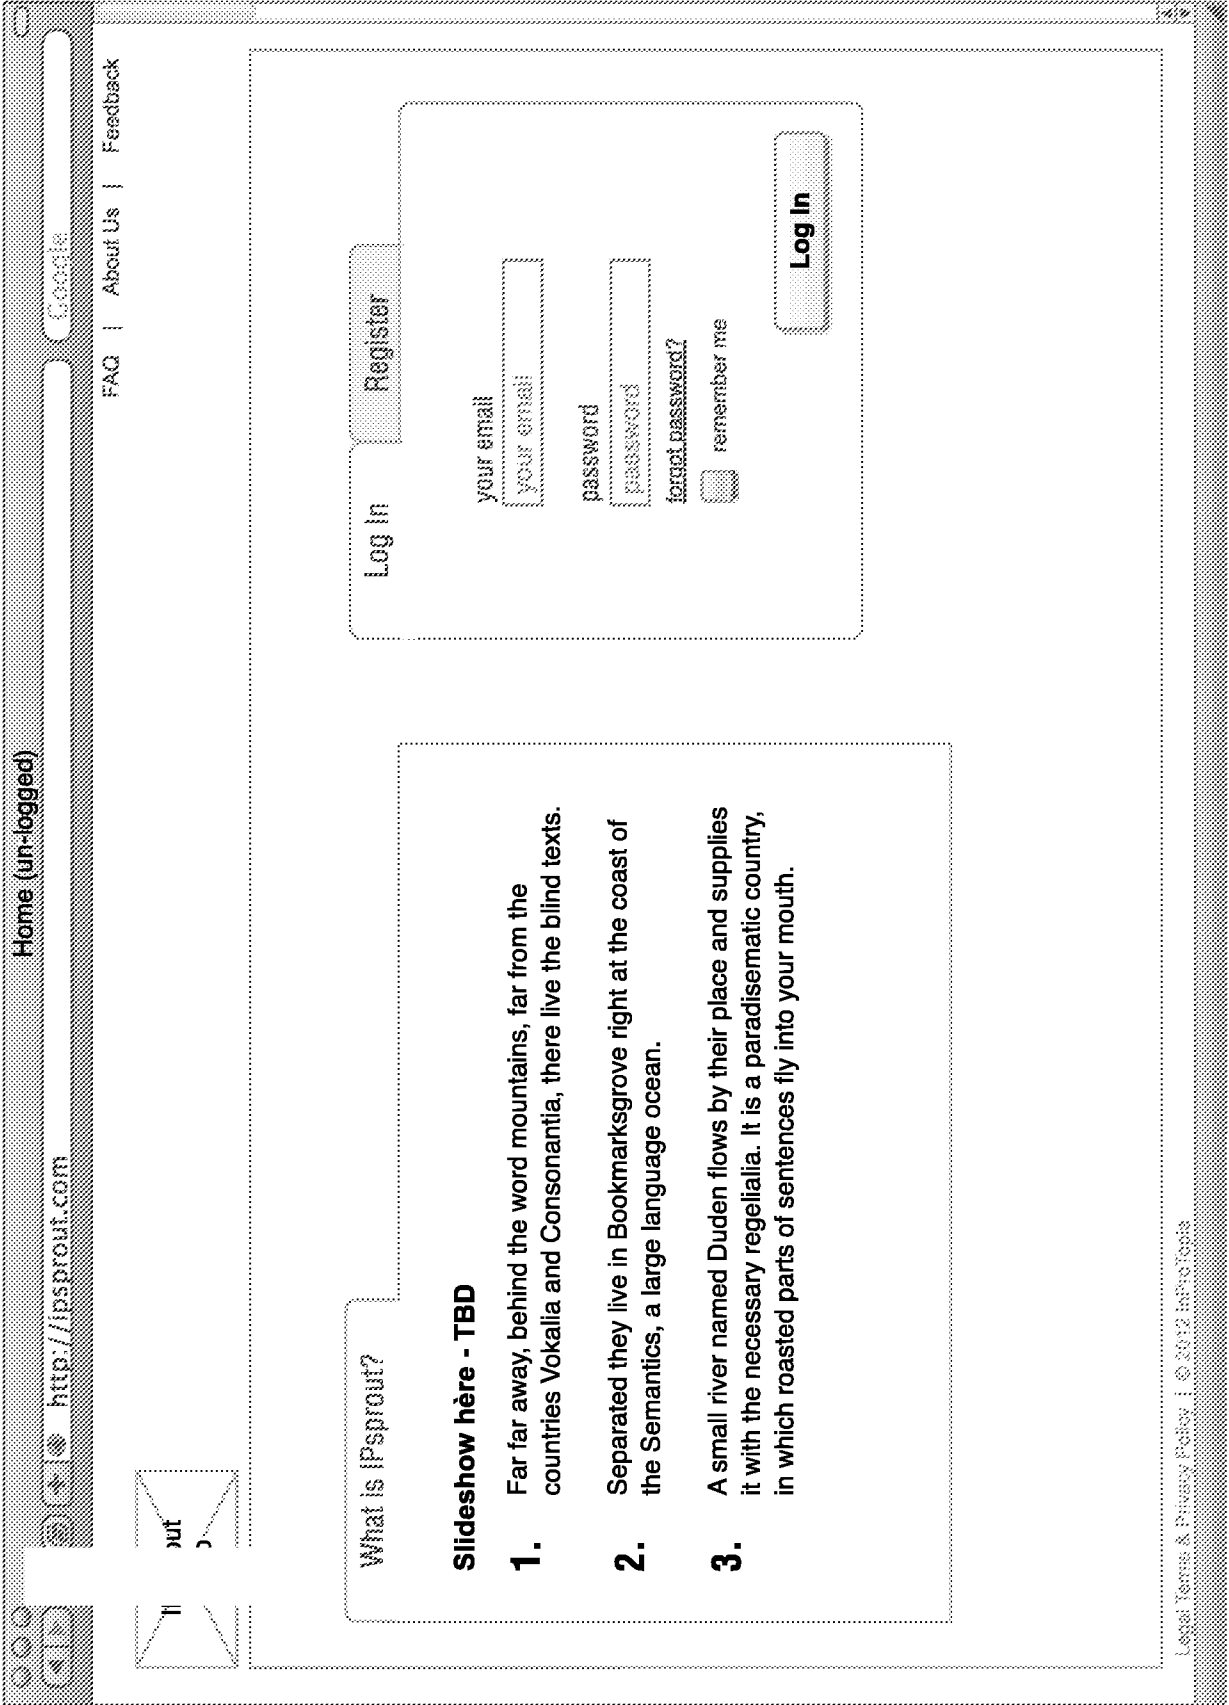 Home (un-logged)
http://ipsprout.com
Google
FAQ | About Us | Feedback
out
What is IPsprout?
Slideshow hère - TBD
1. Far far away, behind the word mountains, far from the
countries Vokalia and Consonantia, there live the blind texts.
2. Separated they live in Bookmarksgrove right at the coast of
the Semantics, a large language ocean.
3. A small river named Duden flows by their place and supplies
it with the necessary regelialia. It is a paradisematic country,
in which roasted parts of sentences fly into your mouth.
Log In
Register
your email
your email
password
password
forgot password?
remember me
Log In
Legal Terms & Privacy Policy | © 2012 InProTools